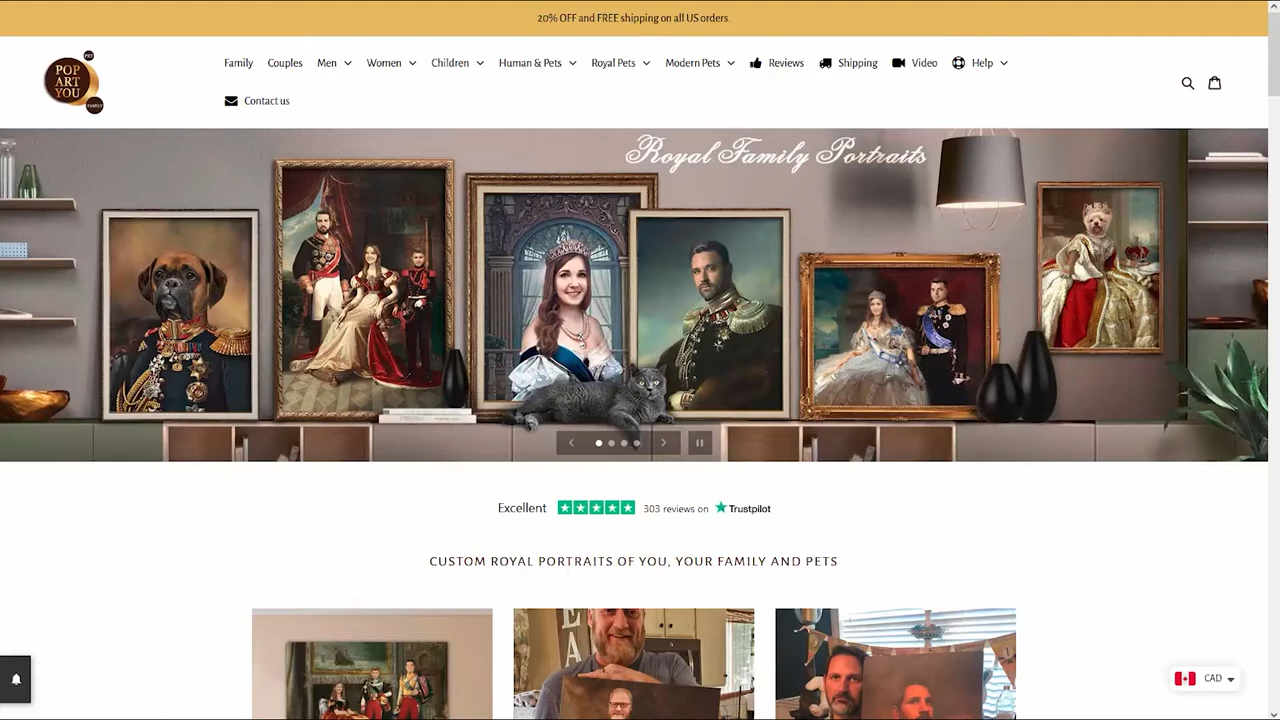 20% OFF and FREE shipping on all US orders.
POP
ART
YOU
PET
FAMILY
Family Couples Men Women Children Human & Pets Royal Pets Modern Pets Reviews Shipping Video Help
Contact us
Royal Family Portraits
Excellent 303 reviews on Trustpilot
CUSTOM ROYAL PORTRAITS OF YOU, YOUR FAMILY AND PETS
CAD